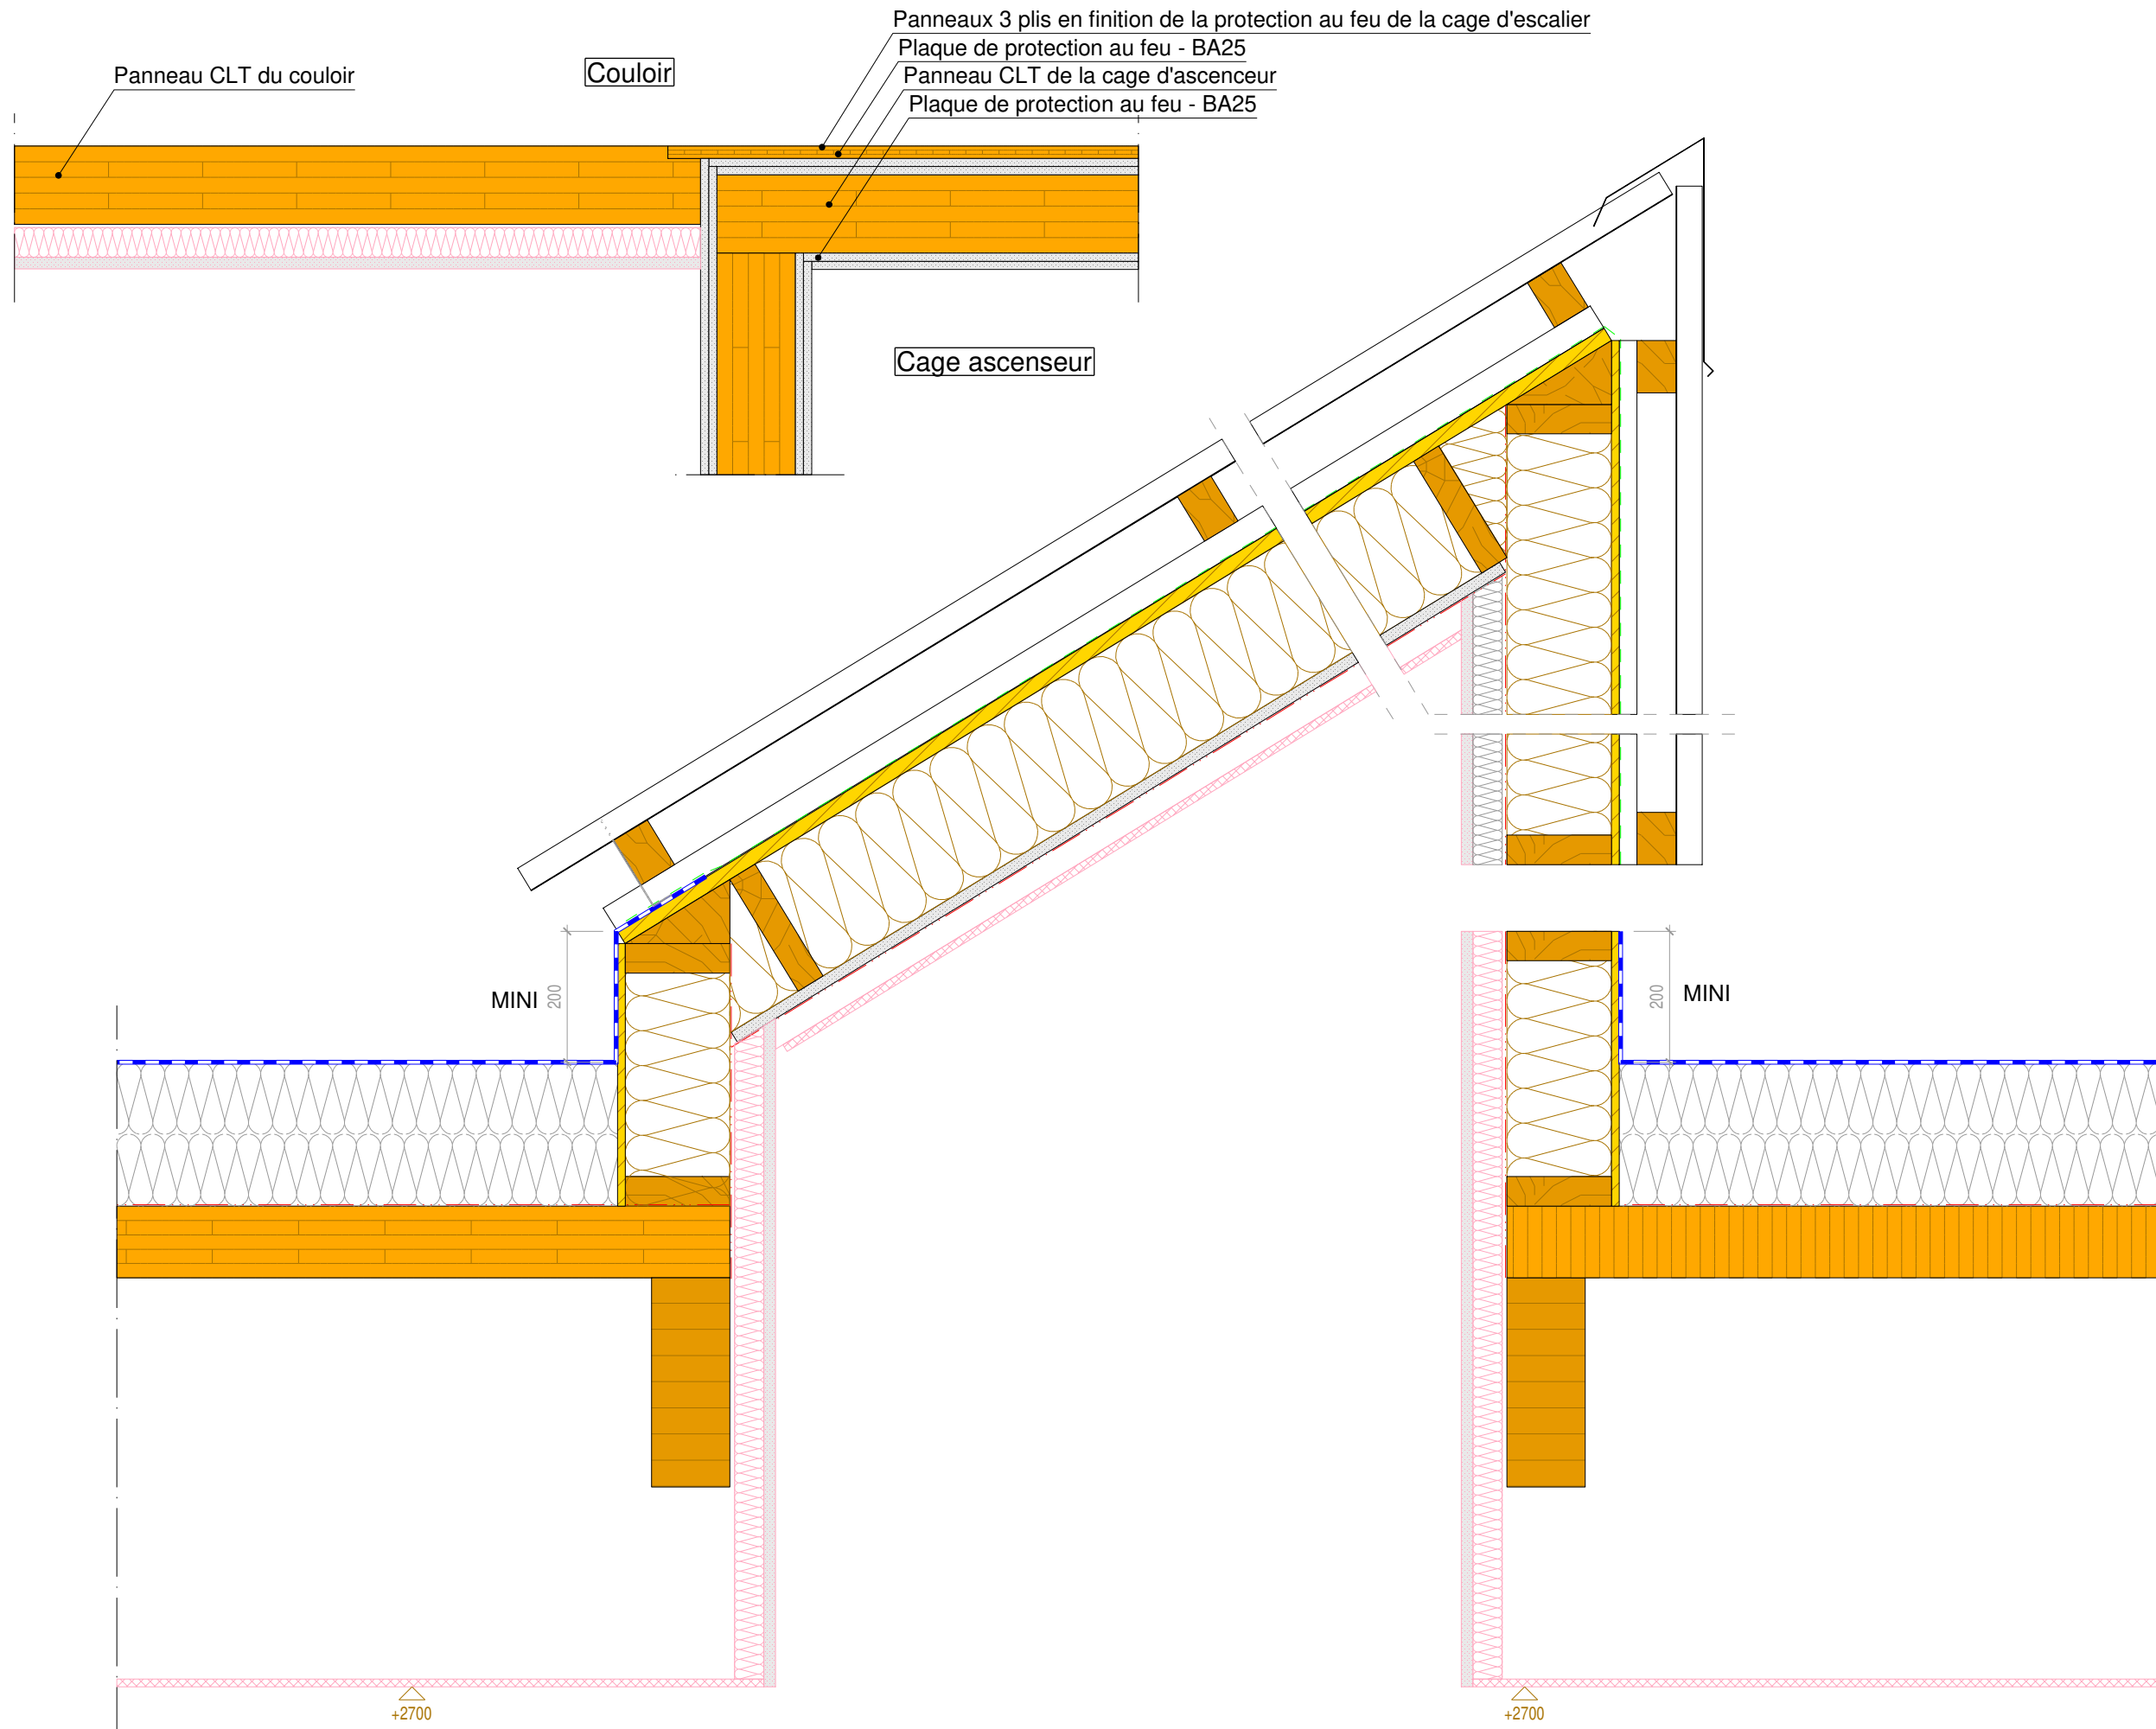 Panneaux 3 plis en finition de la protection au feu de la cage d'escalier
Plaque de protection au feu - BA25
Panneau CLT du couloir
Couloir
Panneau CLT de la cage d'ascenceur
Plaque de protection au feu - BA25
Cage ascenseur
MINI
200
200
MINI
+2700
+2700